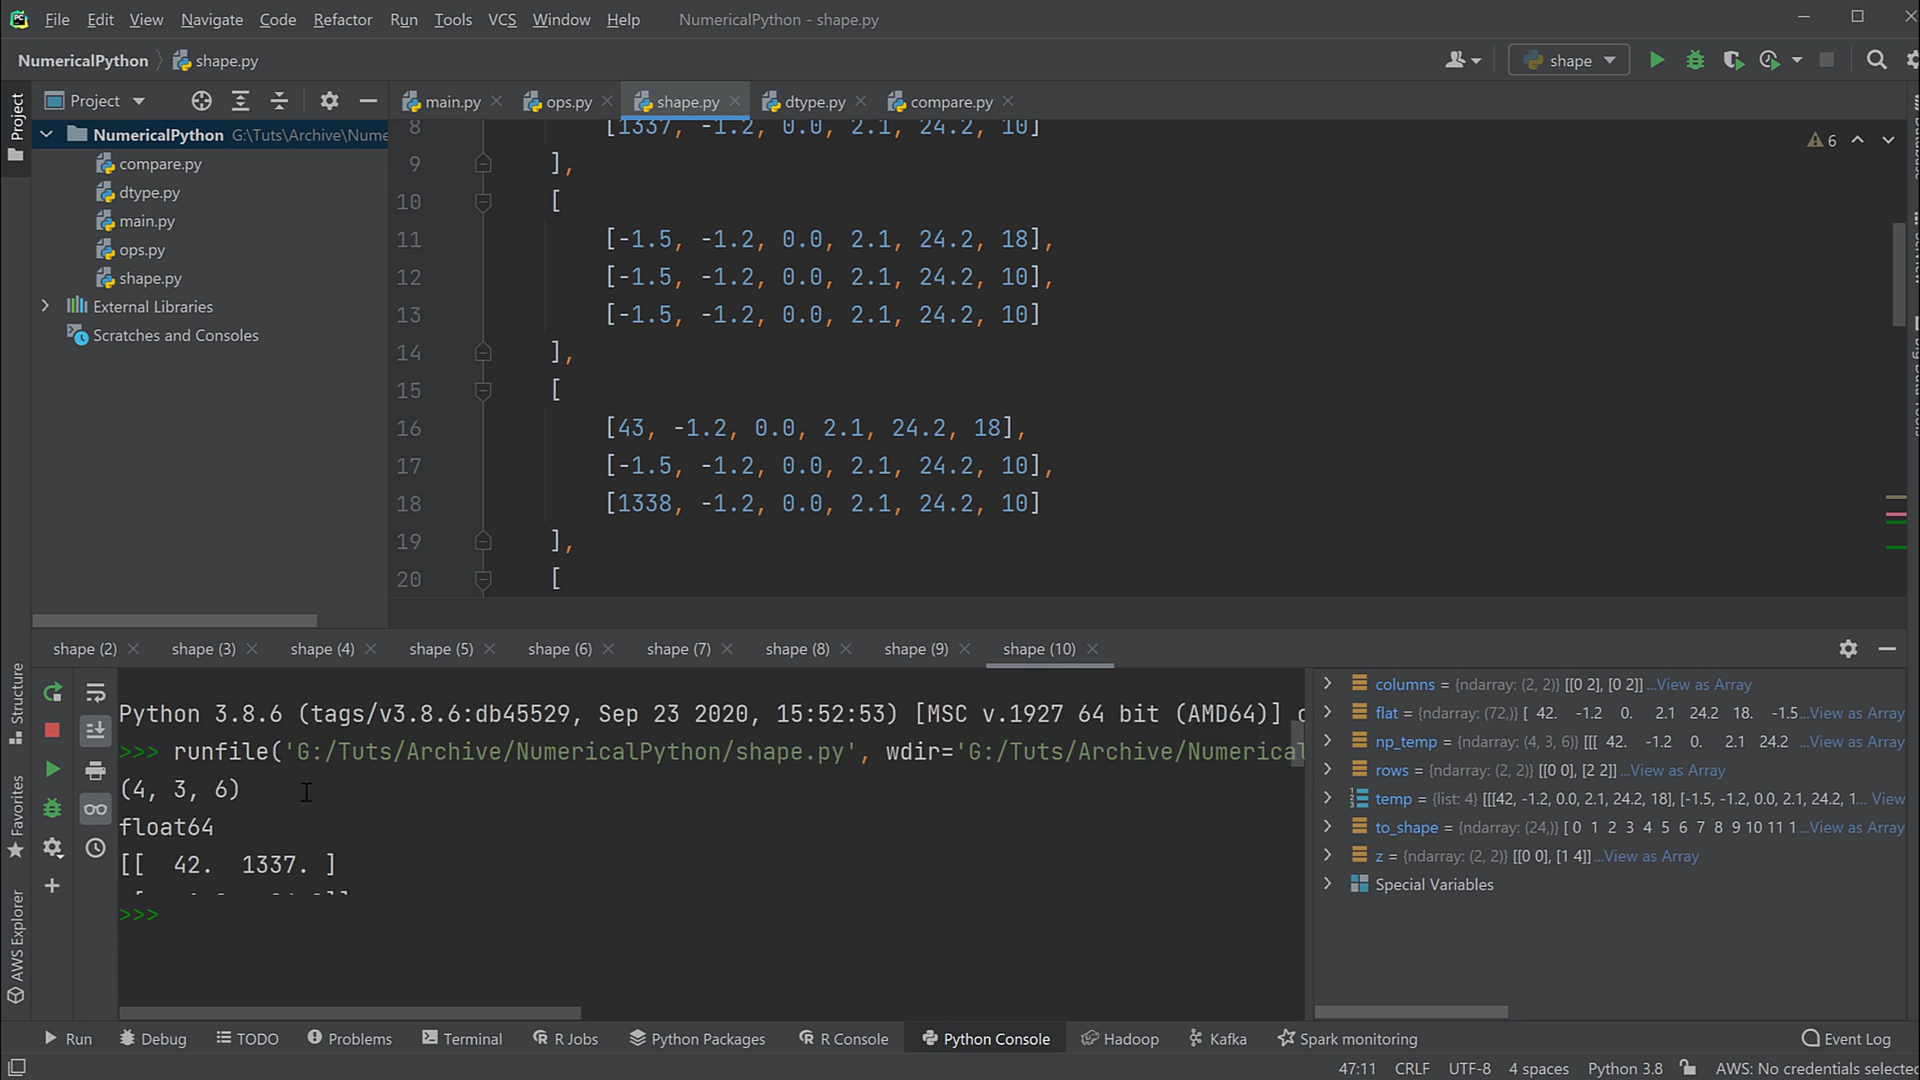 File Edit View Navigate Code Refactor Run Tools VCS Window Help NumericalPython - shape.py
NumericalPython shape.py shape
Project
Project main.py ops.py shape.py dtype.py compare.py
NumericalPython G:\Tuts\Archive\Nume
compare.py
dtype.py
main.py
ops.py
shape.py
External Libraries
Scratches and Consoles
6
8 [1337, -1.2, 0.0, 2.1, 24.2, 10]
9 ],
10 [
11 [-1.5, -1.2, 0.0, 2.1, 24.2, 18],
12 [-1.5, -1.2, 0.0, 2.1, 24.2, 10],
13 [-1.5, -1.2, 0.0, 2.1, 24.2, 10]
14 ],
15 [
16 [43, -1.2, 0.0, 2.1, 24.2, 18],
17 [-1.5, -1.2, 0.0, 2.1, 24.2, 10],
18 [1338, -1.2, 0.0, 2.1, 24.2, 10]
19 ],
20 [
Structure
Favorites
AWS Explorer
shape (2) shape (3) shape (4) shape (5) shape (6) shape (7) shape (8) shape (9) shape (10)
Python 3.8.6 (tags/v3.8.6:db45529, Sep 23 2020, 15:52:53) [MSC v.1927 64 bit (AMD64)]
>>> runfile('G:/Tuts/Archive/NumericalPython/shape.py', wdir='G:/Tuts/Archive/Numerical
(4, 3, 6)
float64
[[ 42. 1337. ]
>>>
columns = {ndarray: (2, 2)} [[0 2], [0 2]] ...View as Array
flat = {ndarray: (72,)} [ 42. -1.2 0. 2.1 24.2 18. -1.5...View as Array
np_temp = {ndarray: (4, 3, 6)} [[[ 42. -1.2 0. 2.1 24.2 ...View as Array
rows = {ndarray: (2, 2)} [[0 0], [2 2]] ...View as Array
temp = {list: 4} [[[42, -1.2, 0.0, 2.1, 24.2, 18], [-1.5, -1.2, 0.0, 2.1, 24.2, 1... View
to_shape = {ndarray: (24,)} [ 0 1 2 3 4 5 6 7 8 9 10 11 1...View as Array
z = {ndarray: (2, 2)} [[0 0], [1 4]] ...View as Array
Special Variables
Run Debug TODO Problems Terminal R Jobs Python Packages R Console Python Console Hadoop Kafka Spark monitoring Event Log
47:11 CRLF UTF-8 4 spaces Python 3.8 AWS: No credentials selected